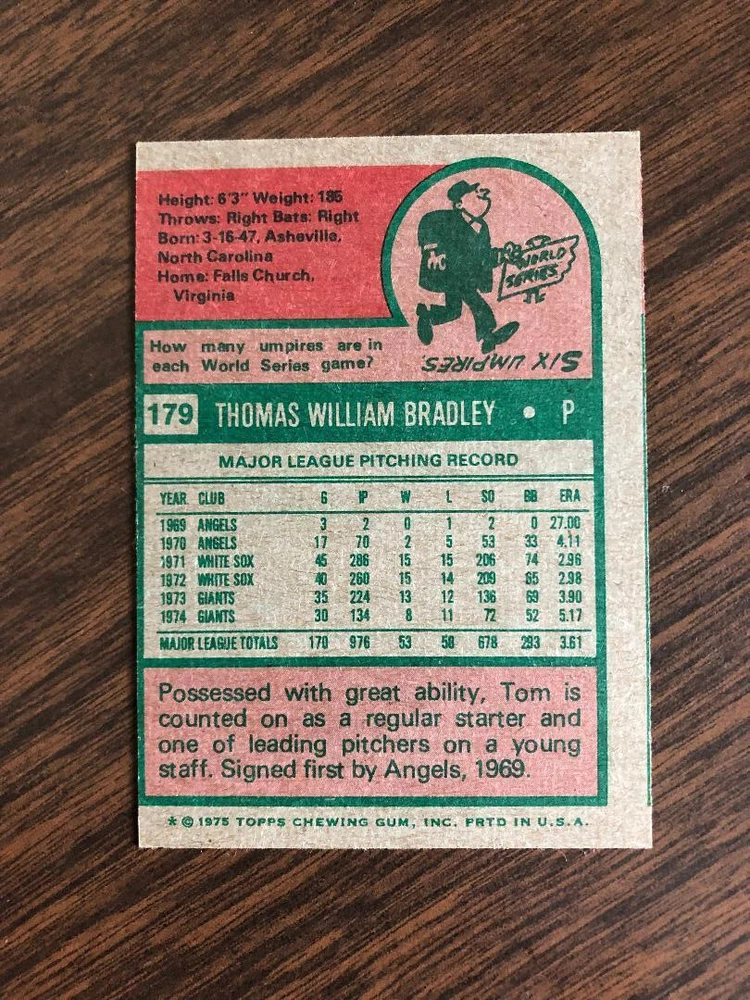 Height: 6'3" Weight: 185
Throws: Right Bats: Right
Born: 3-16-47, Asheville,
North Carolina
Home: Falls Church,
Virginia
WORLD
SERIES
How many umpires are in
each World Series game?
SIX UMPIRES.
179 THOMAS WILLIAM BRADLEY • P
MAJOR LEAGUE PITCHING RECORD
YEAR CLUB G IP W L SO BB ERA
1969 ANGELS 3 2 0 1 2 0 27.00
1970 ANGELS 17 70 2 5 53 33 4.11
1971 WHITE SOX 45 286 15 15 206 74 2.96
1972 WHITE SOX 40 260 15 14 209 65 2.98
1973 GIANTS 35 224 13 12 136 69 3.90
1974 GIANTS 30 134 8 11 72 52 5.17
MAJOR LEAGUE TOTALS 170 976 53 58 678 293 3.61
Possessed with great ability, Tom is
counted on as a regular starter and
one of leading pitchers on a young
staff. Signed first by Angels, 1969.
* © 1975 TOPPS CHEWING GUM, INC. PRTD IN U.S.A.